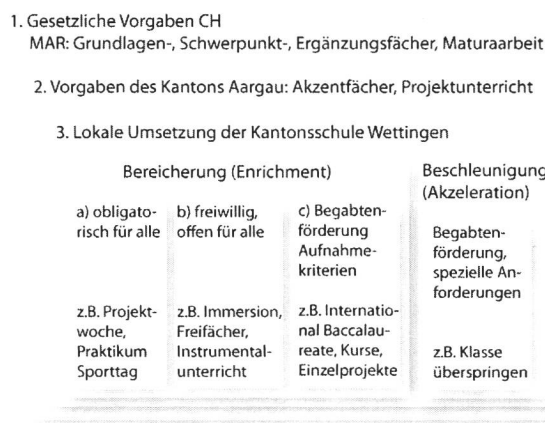 1. Gesetzliche Vorgaben CH
MAR: Grundlagen-, Schwerpunkt-, Ergänzungsfächer, Maturaarbeit
2. Vorgaben des Kantons Aargau: Akzentfächer, Projektunterricht
3. Lokale Umsetzung der Kantonsschule Wettingen
Bereicherung (Enrichment)
a) obligato-
risch für alle
z.B. Projekt-
woche,
Praktikum
Sporttag
b) freiwillig,
offen für alle
z.B. Immersion,
Freifächer,
Instrumental-
unterricht
c) Begabten-
förderung
Aufnahme-
kriterien
z.B. Internatio-
nal Baccalau-
reate, Kurse,
Einzelprojekte
Beschleunigung
(Akzeleration)
Begabten-
förderung,
spezielle An-
forderungen
z.B. Klasse
überspringen